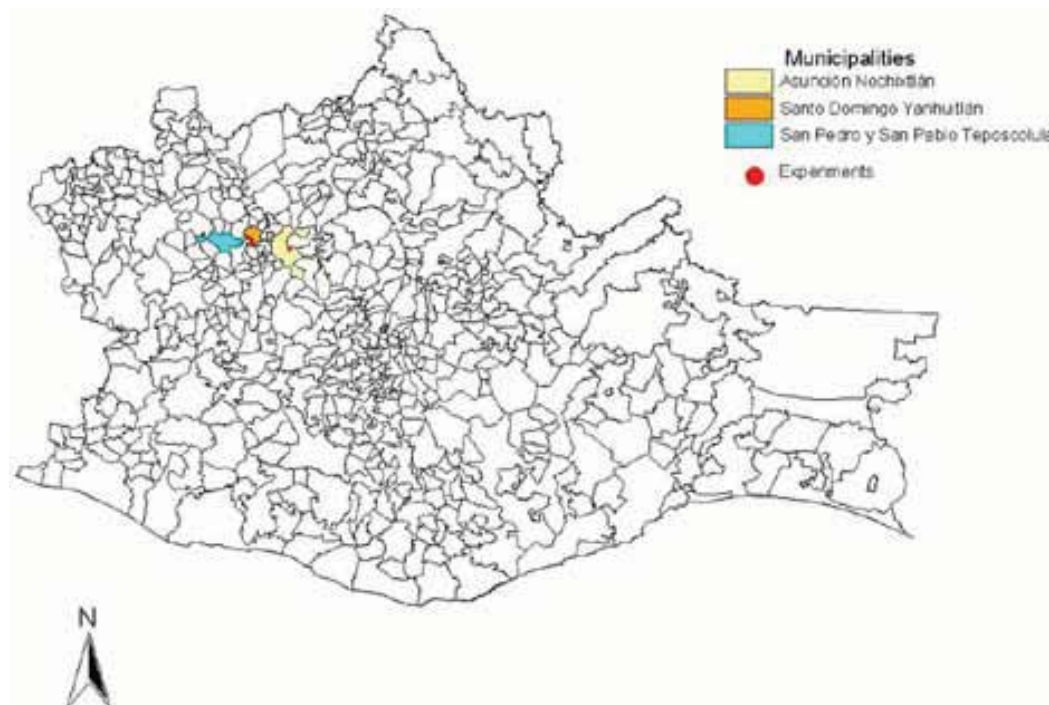 Municipalities
Asunción Nochixtlán
Santo Domingo Yanhuitlán
San Pedro y San Pablo Teposcolula
Experiments
N